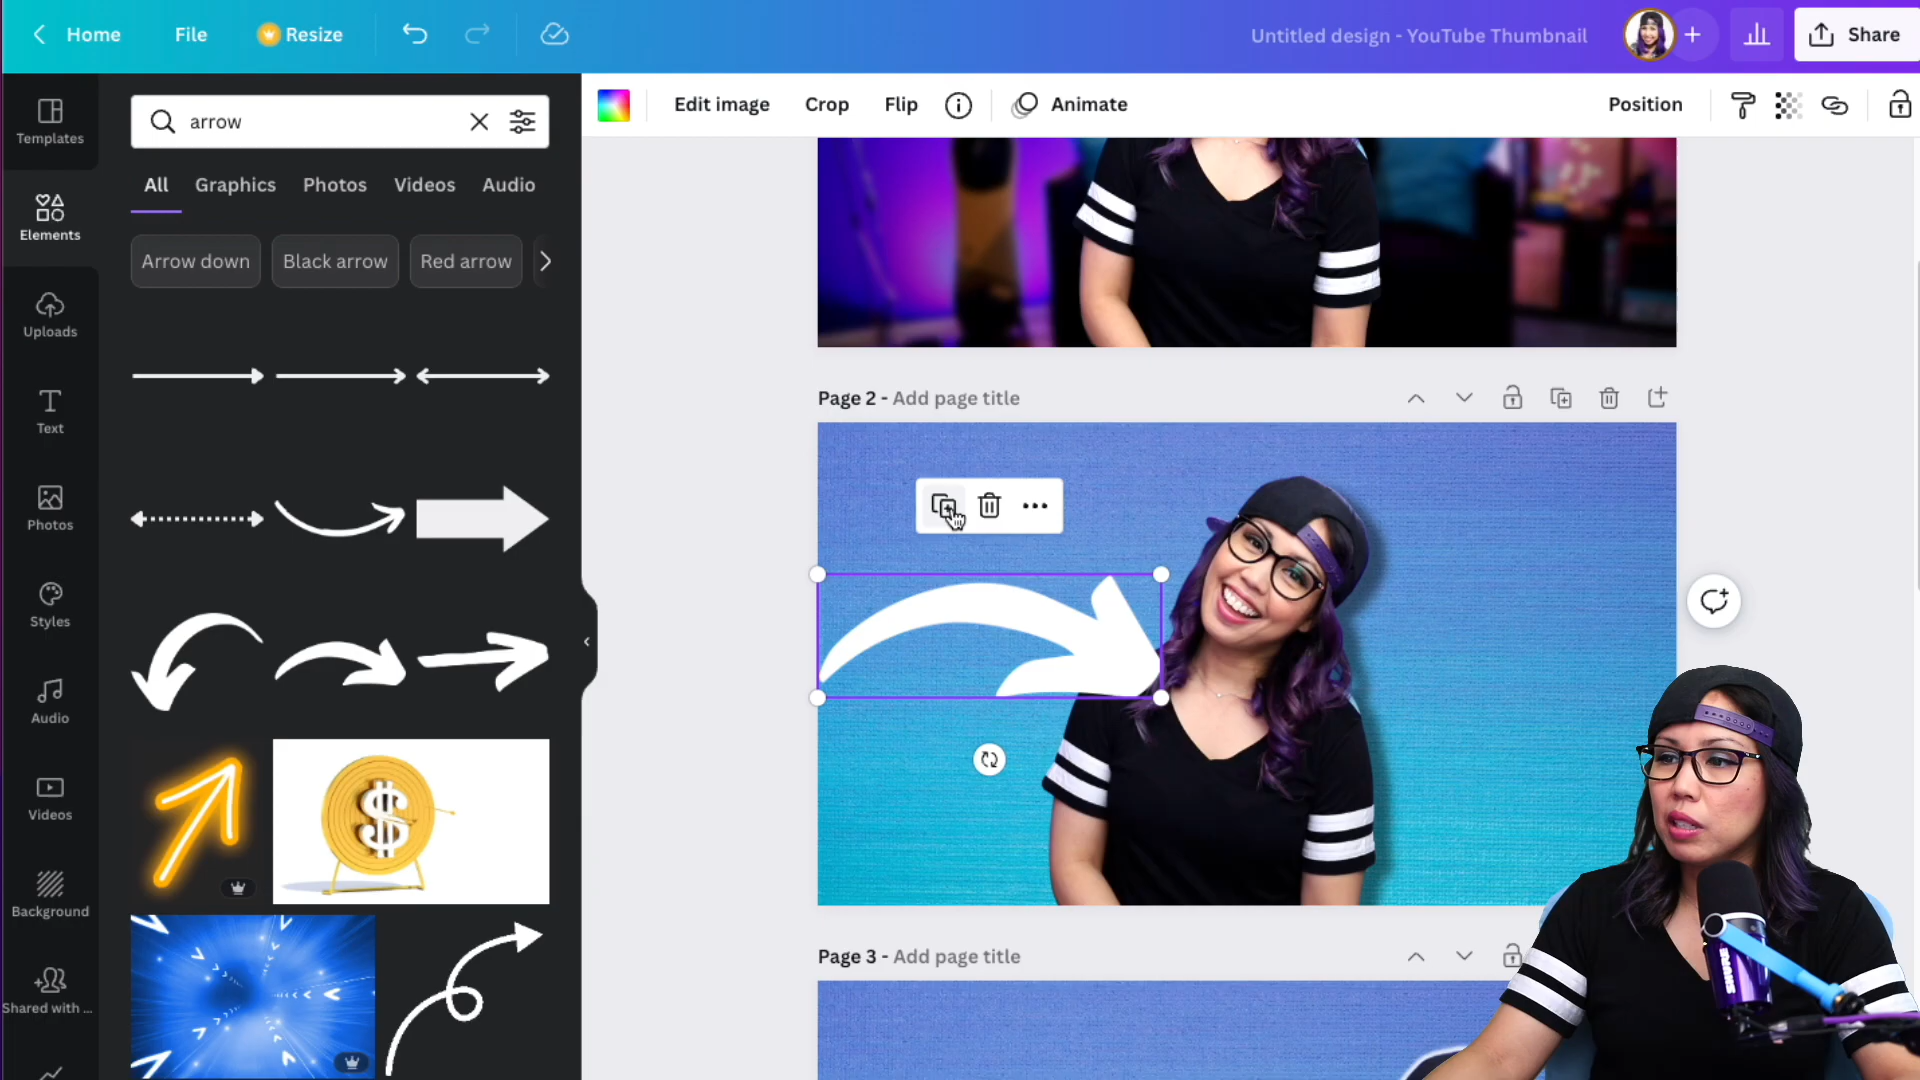 Home
File
Resize
Untitled design - YouTube Thumbnail
Share
Templates
Elements
Uploads
Text
Photos
Styles
Audio
Videos
Background
Shared with ...
arrow
All
Graphics
Photos
Videos
Audio
Arrow down
Black arrow
Red arrow
$
Edit image
Crop
Flip
Animate
Position
Page 2 - Add page title
Page 3 - Add page title